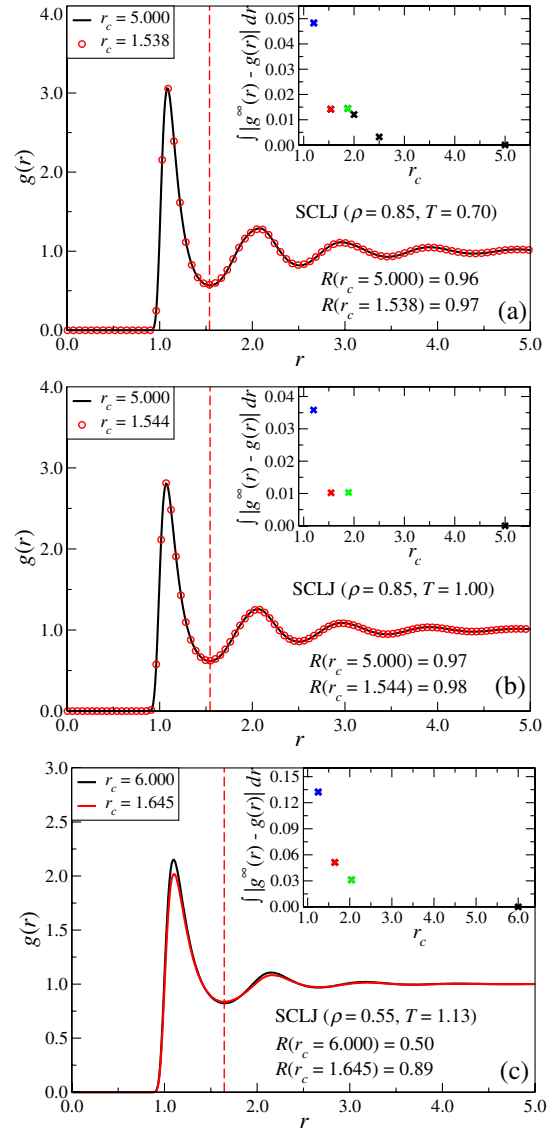 r_c = 5.000
r_c = 1.538
∫|g^∞(r) - g(r)| dr
0.05
0.04
0.03
0.02
0.01
0.00
1.0 2.0 3.0 4.0 5.0
r_c
g(r)
4.0
3.0
2.0
1.0
0.0
SCLJ (ρ = 0.85, T = 0.70)
R(r_c = 5.000) = 0.96
R(r_c = 1.538) = 0.97
(a)
0.0 1.0 2.0 3.0 4.0 5.0
r
r_c = 5.000
r_c = 1.544
∫|g^∞(r) - g(r)| dr
0.04
0.03
0.02
0.01
0.00
1.0 2.0 3.0 4.0 5.0
r_c
g(r)
4.0
3.0
2.0
1.0
0.0
SCLJ (ρ = 0.85, T = 1.00)
R(r_c = 5.000) = 0.97
R(r_c = 1.544) = 0.98
(b)
0.0 1.0 2.0 3.0 4.0 5.0
r
r_c = 6.000
r_c = 1.645
∫|g^∞(r) - g(r)| dr
0.15
0.12
0.09
0.06
0.03
0.00
1.0 2.0 3.0 4.0 5.0 6.0
r_c
g(r)
3.0
2.5
2.0
1.5
1.0
0.5
0.0
SCLJ (ρ = 0.55, T = 1.13)
R(r_c = 6.000) = 0.50
R(r_c = 1.645) = 0.89
(c)
0.0 1.0 2.0 3.0 4.0 5.0
r